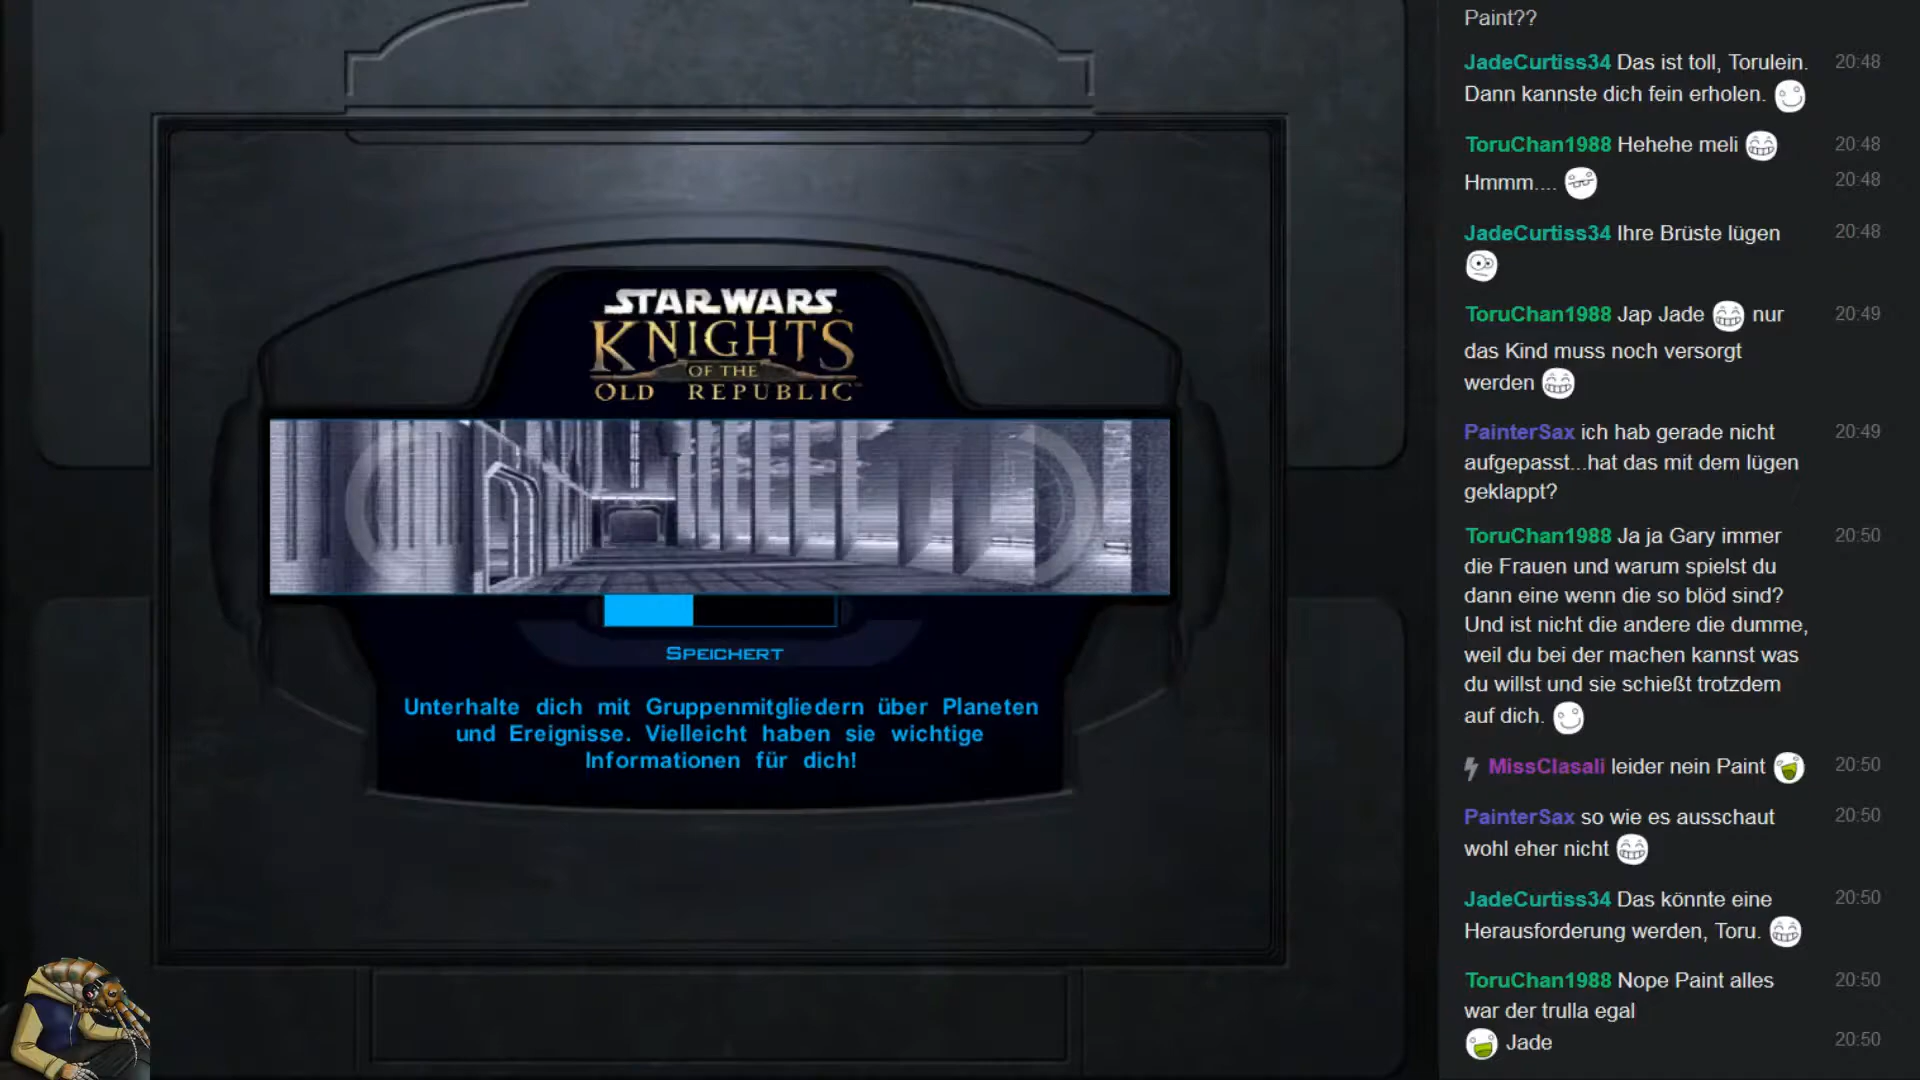 STAR WARS
KNIGHTS
OF THE
OLD REPUBLIC™
SPEICHERT
Unterhalte dich mit Gruppenmitgliedern über Planeten
und Ereignisse. Vielleicht haben sie wichtige
Informationen für dich!
Paint??
JadeCurtiss34 Das ist toll, Torulein. 20:48
Dann kannste dich fein erholen.
ToruChan1988 Hehehe meli 20:48
Hmmm.... 20:48
JadeCurtiss34 Ihre Brüste lügen 20:48
ToruChan1988 Jap Jade nur 20:49
das Kind muss noch versorgt
werden
PainterSax ich hab gerade nicht 20:49
aufgepasst...hat das mit dem lügen
geklappt?
ToruChan1988 Ja ja Gary immer 20:50
die Frauen und warum spielst du
dann eine wenn die so blöd sind?
Und ist nicht die andere die dumme,
weil du bei der machen kannst was
du willst und sie schießt trotzdem
auf dich.
MissClasali leider nein Paint 20:50
PainterSax so wie es ausschaut 20:50
wohl eher nicht
JadeCurtiss34 Das könnte eine 20:50
Herausforderung werden, Toru.
ToruChan1988 Nope Paint alles 20:50
war der trulla egal
Jade 20:50